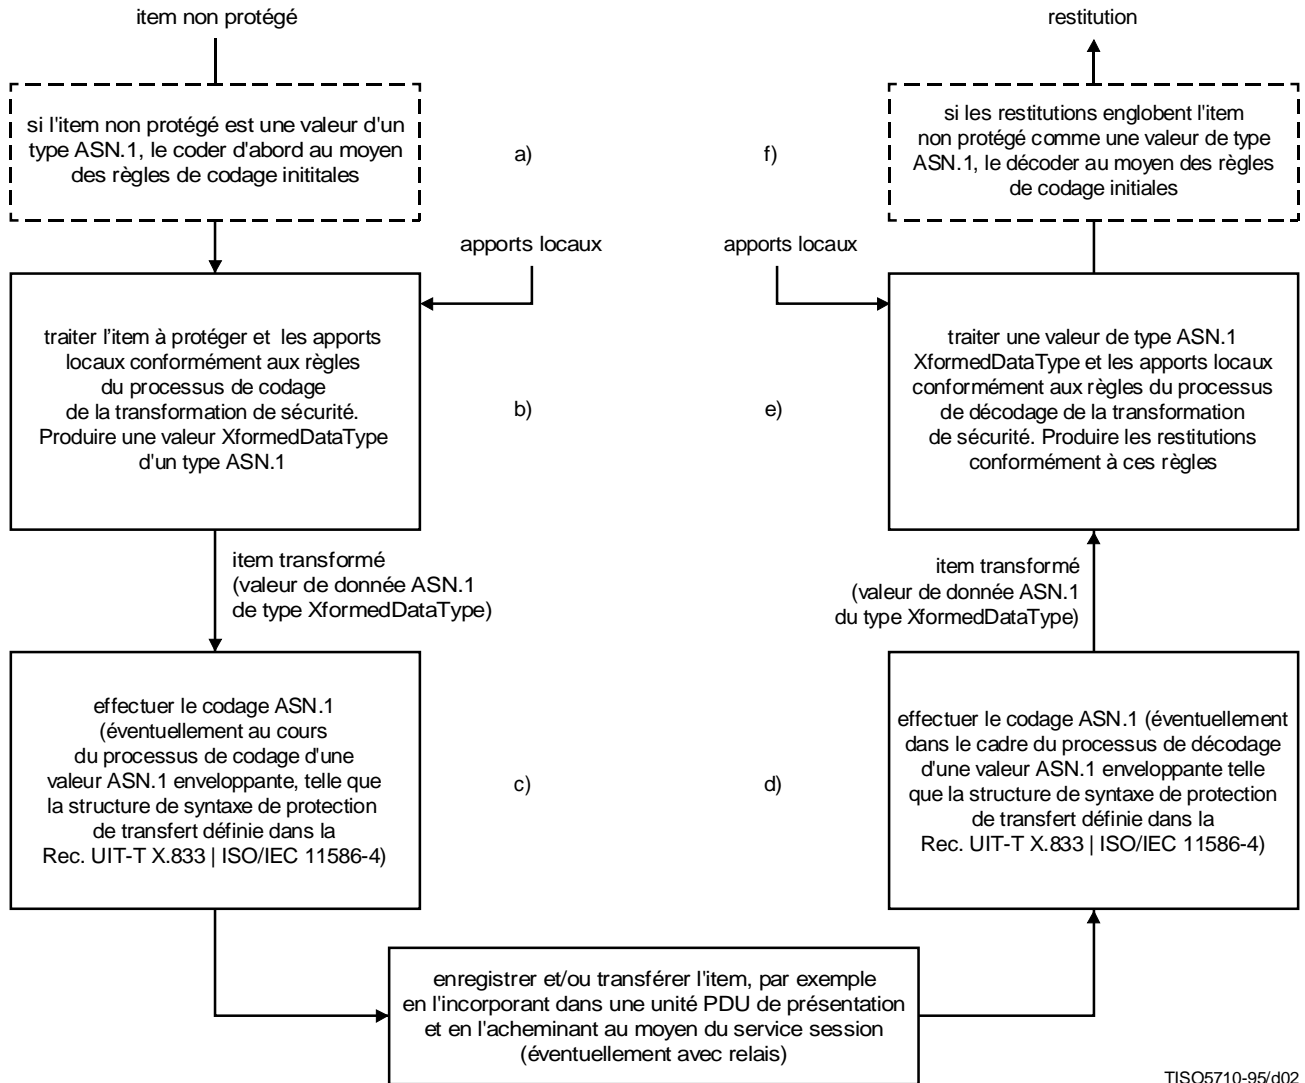 item non protégé
restitution
si l'item non protégé est une valeur d'un
type ASN.1, le coder d'abord au moyen
des règles de codage inititales
a)
f)
si les restitutions englobent l'item
non protégé comme une valeur de type
ASN.1, le décoder au moyen des règles
de codage initiales
apports locaux
apports locaux
traiter l'item à protéger et les apports
locaux conformément aux règles
du processus de codage
de la transformation de sécurité.
Produire une valeur XformedDataType
d'un type ASN.1
b)
e)
traiter une valeur de type ASN.1
XformedDataType et les apports locaux
conformément aux règles du processus
de décodage de la transformation
de sécurité. Produire les restitutions
conformément à ces règles
item transformé
(valeur de donnée ASN.1
de type XformedDataType)
item transformé
(valeur de donnée ASN.1
du type XformedDataType)
effectuer le codage ASN.1
(éventuellement au cours
du processus de codage d'une
valeur ASN.1 enveloppante, telle que
la structure de syntaxe de protection
de transfert définie dans la
Rec. UIT-T X.833 | ISO/IEC 11586-4)
c)
d)
effectuer le codage ASN.1 (éventuellement
dans le cadre du processus de décodage
d'une valeur ASN.1 enveloppante telle
que la structure de syntaxe de protection
de transfert définie dans la
Rec. UIT-T X.833 | ISO/IEC 11586-4)
enregistrer et/ou transférer l'item, par exemple
en l'incorporant dans une unité PDU de présentation
et en l'acheminant au moyen du service session
(éventuellement avec relais)
TISO5710-95/d02